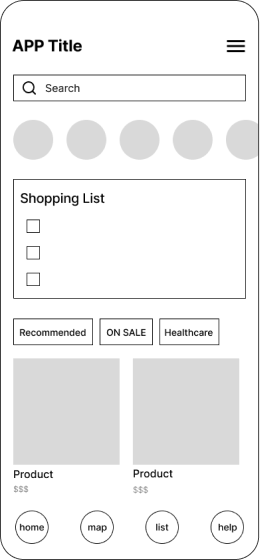 APP Title
Search
Shopping List
Recommended ON SALE Healthcare
Product Product
$$$ $$$
home map list help